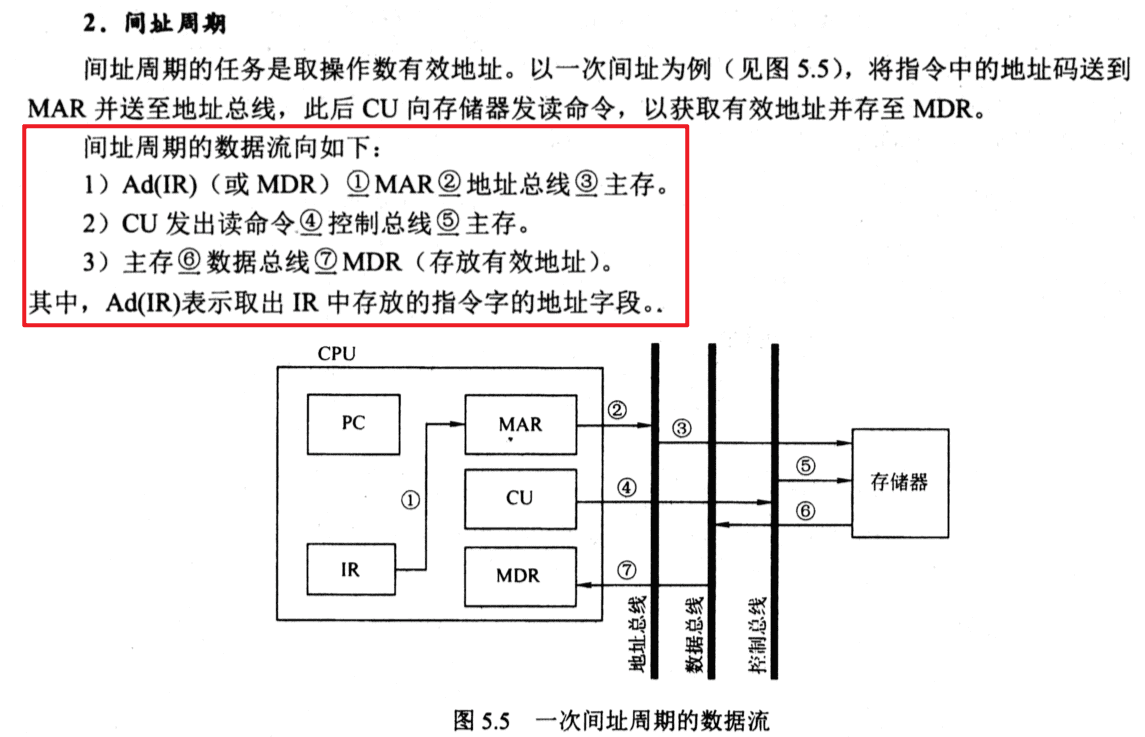 2．间址周期
间址周期的任务是取操作数有效地址。以一次间址为例（见图 5.5），将指令中的地址码送到
MAR 并送至地址总线，此后 CU 向存储器发读命令，以获取有效地址并存至 MDR。
间址周期的数据流向如下：
1）Ad(IR)（或 MDR）①MAR②地址总线③主存。
2）CU 发出读命令④控制总线⑤主存。
3）主存⑥数据总线⑦MDR（存放有效地址）。
其中，Ad(IR)表示取出 IR 中存放的指令字的地址字段。
CPU
PC
MAR
②
③
⑤
①
CU
④
存储器
⑥
IR
MDR
⑦
地址总线
数据总线
控制总线
图 5.5 一次间址周期的数据流